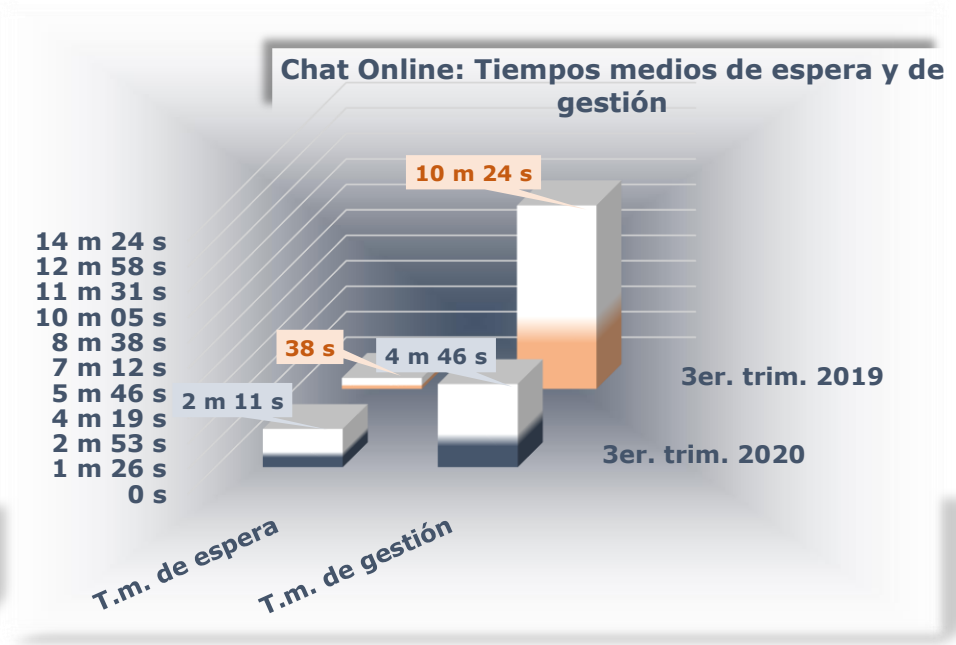 Chat Online: Tiempos medios de espera y de
gestión
10 m 24 s
14 m 24 s
12 m 58 s
11 m 31 s
10 m 05 s
8 m 38 s
7 m 12 s
5 m 46 s
4 m 19 s
2 m 53 s
1 m 26 s
0 s
38 s
4 m 46 s
2 m 11 s
3er. trim. 2019
3er. trim. 2020
T.m. de espera
T.m. de gestión